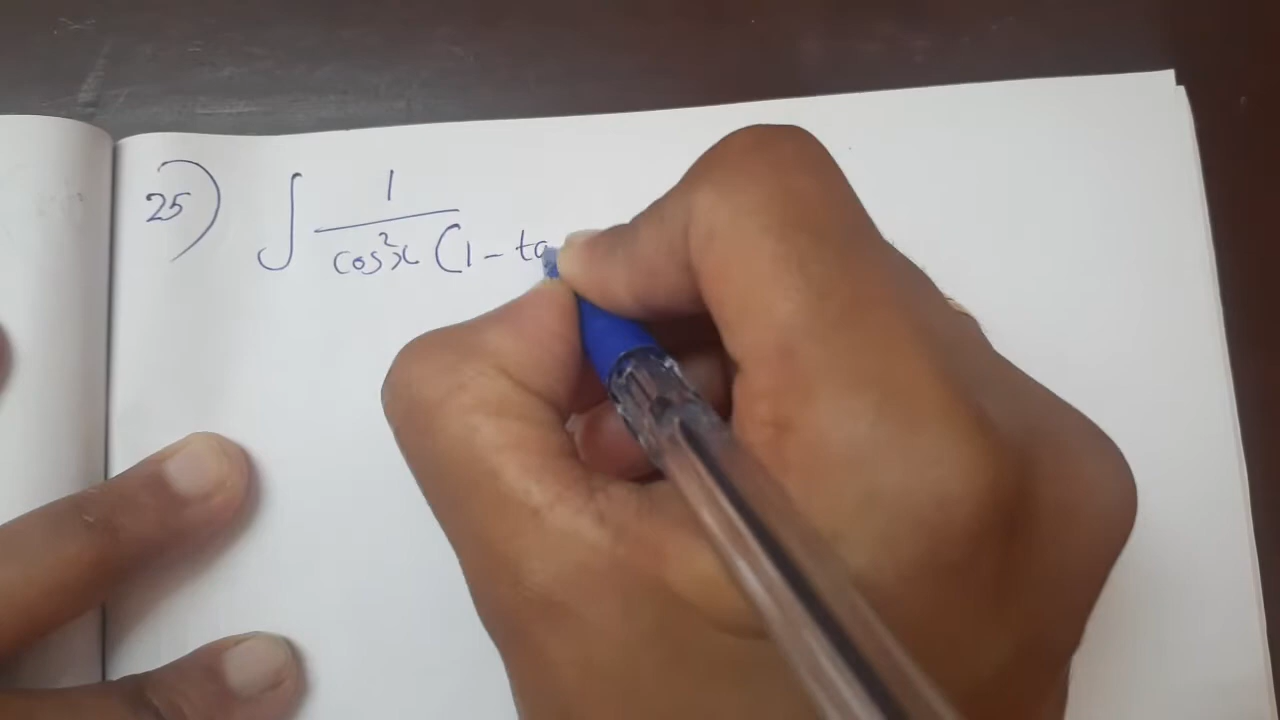 25) ∫ 1/cos²x (1 - ta